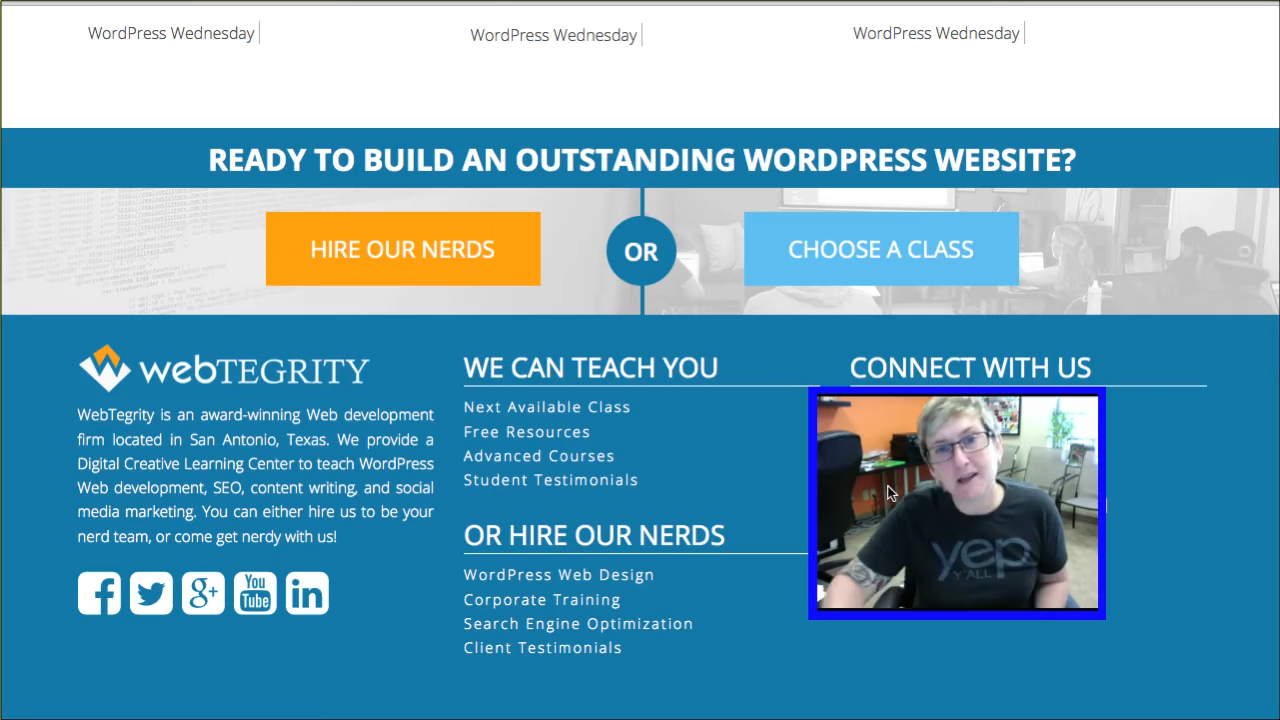 WordPress Wednesday
WordPress Wednesday
WordPress Wednesday
READY TO BUILD AN OUTSTANDING WORDPRESS WEBSITE?
HIRE OUR NERDS
OR
CHOOSE A CLASS
webTEGRITY
WebTegrity is an award-winning Web development
firm located in San Antonio, Texas. We provide a
Digital Creative Learning Center to teach WordPress
Web development, SEO, content writing, and social
media marketing. You can either hire us to be your
nerd team, or come get nerdy with us!
f
g+
You
Tube
in
WE CAN TEACH YOU
Next Available Class
Free Resources
Advanced Courses
Student Testimonials
OR HIRE OUR NERDS
WordPress Web Design
Corporate Training
Search Engine Optimization
Client Testimonials
CONNECT WITH US
yep
Y'ALL